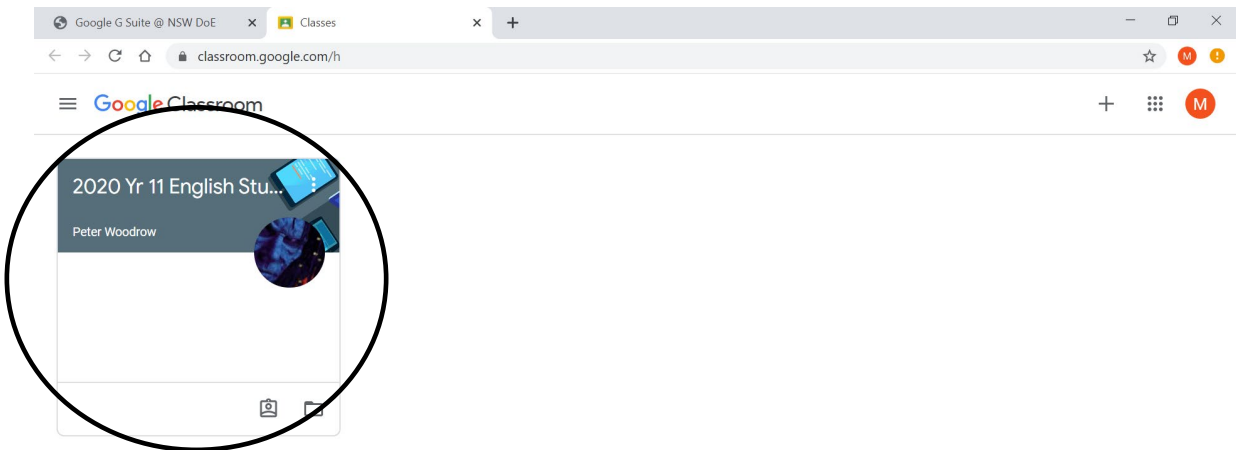 Google G Suite @ NSW DoE
Classes
classroom.google.com/h
M
Google Classroom
M
2020 Yr 11 English Stu...
Peter Woodrow